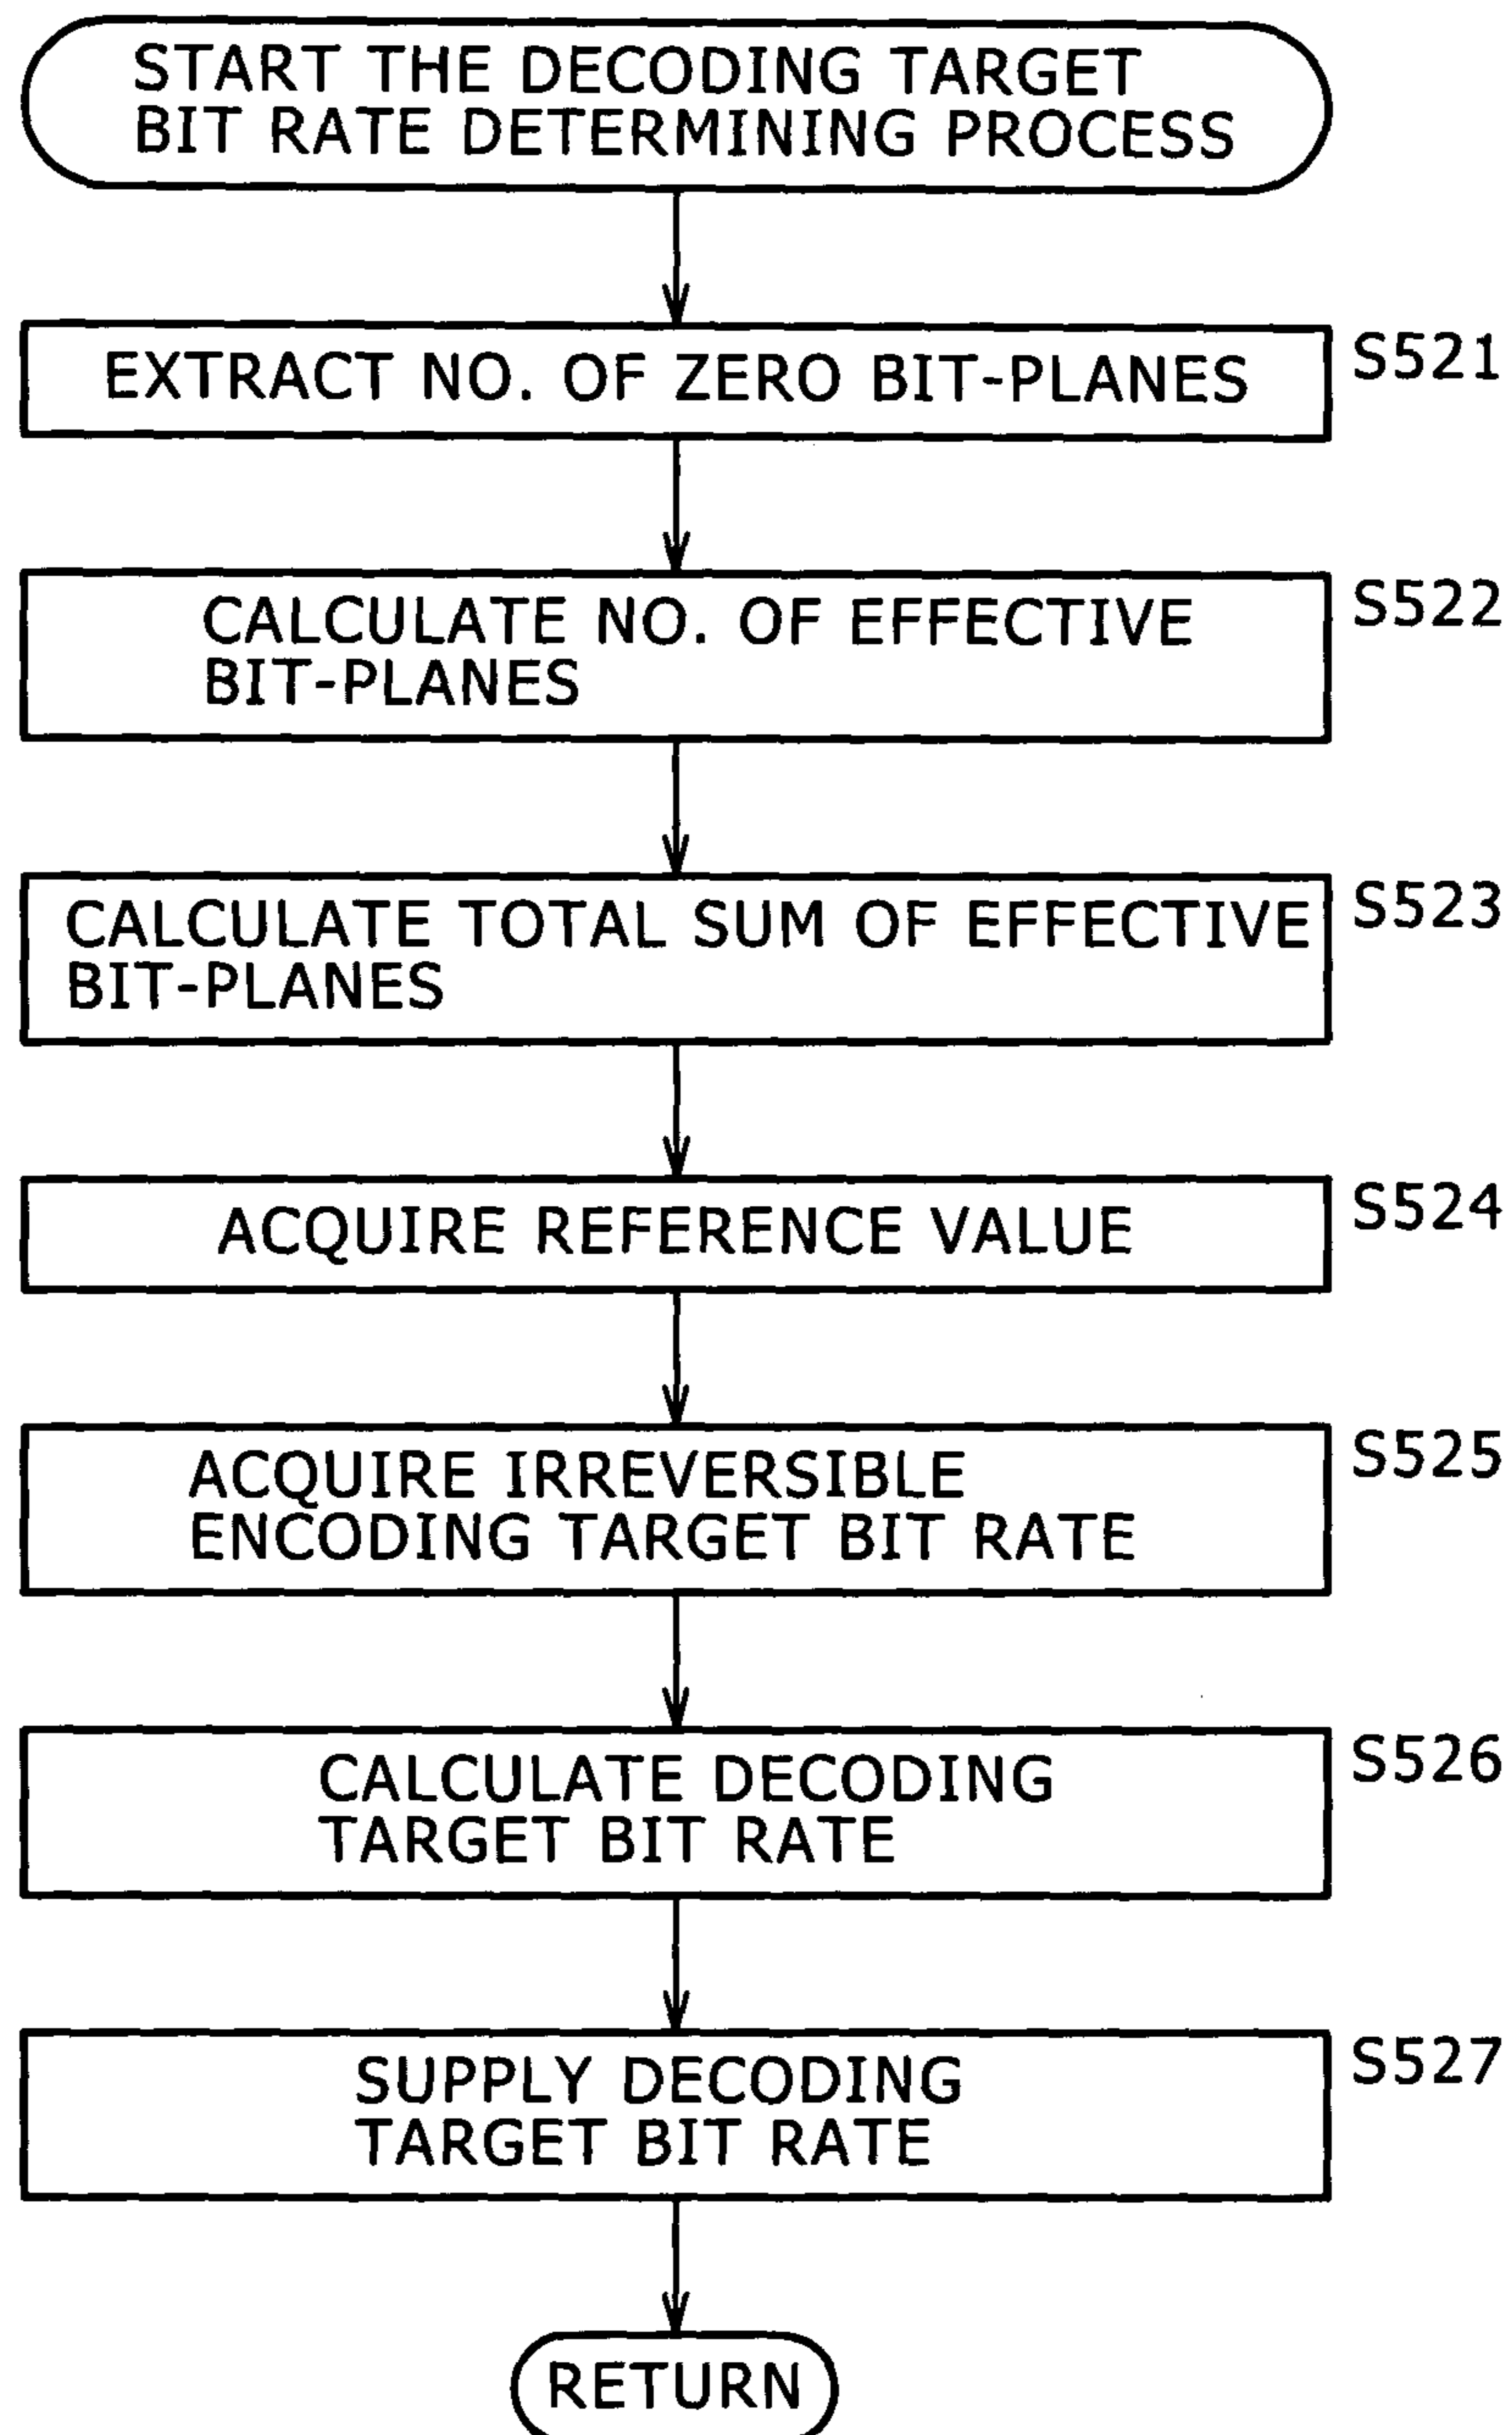 START THE DECODING TARGET
BIT RATE DETERMINING PROCESS
EXTRACT NO. OF ZERO BIT-PLANES
S521
CALCULATE NO. OF EFFECTIVE
BIT-PLANES
S522
CALCULATE TOTAL SUM OF EFFECTIVE
BIT-PLANES
S523
ACQUIRE REFERENCE VALUE
S524
ACQUIRE IRREVERSIBLE
ENCODING TARGET BIT RATE
S525
CALCULATE DECODING
TARGET BIT RATE
S526
SUPPLY DECODING
TARGET BIT RATE
S527
RETURN